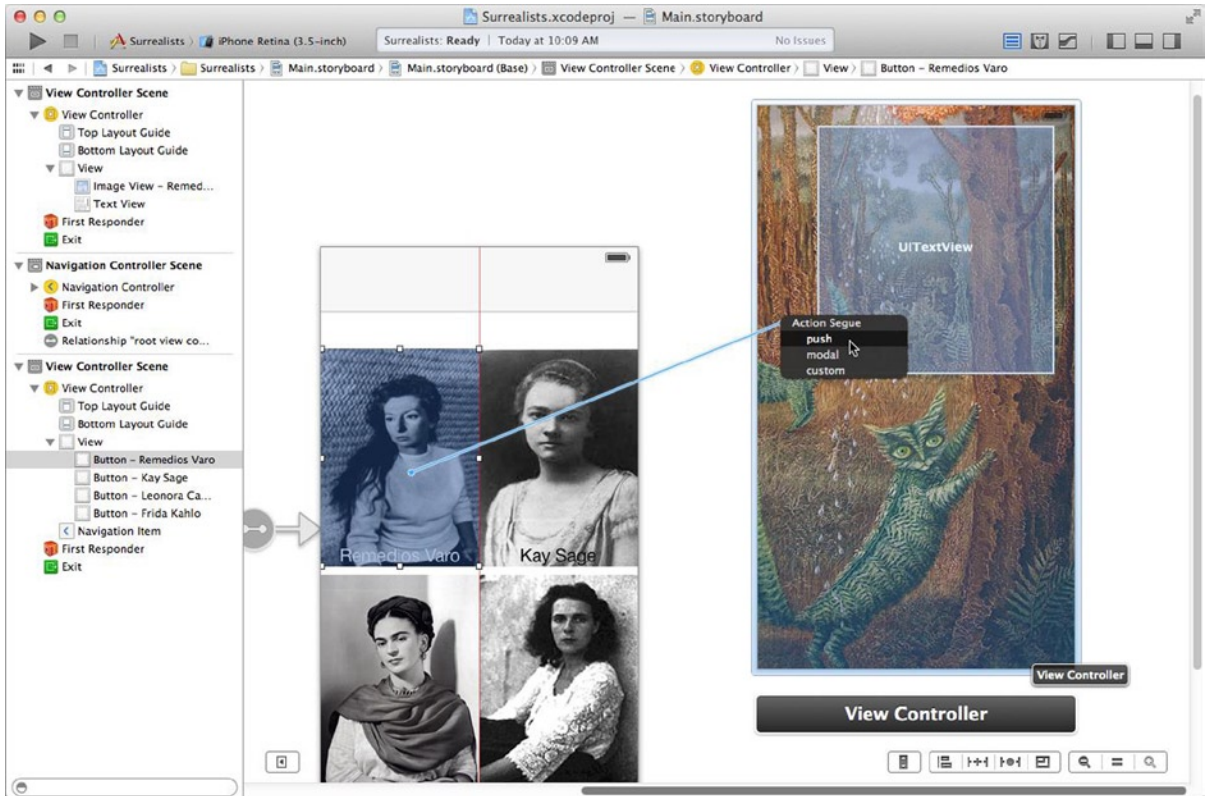 Surrealists.xcodeproj — Main.storyboard
Surrealists › iPhone Retina (3.5-inch)
Surrealists: Ready | Today at 10:09 AM
No Issues
Surrealists › Surrealists › Main.storyboard › Main.storyboard (Base) › View Controller Scene › View Controller › View › Button – Remedios Varo
View Controller Scene
View Controller
Top Layout Guide
Bottom Layout Guide
View
Image View – Remed...
Text View
First Responder
Exit
Navigation Controller Scene
Navigation Controller
First Responder
Exit
Relationship "root view co...
View Controller Scene
View Controller
Top Layout Guide
Bottom Layout Guide
View
Button – Remedios Varo
Button – Kay Sage
Button – Leonora Ca...
Button – Frida Kahlo
Navigation Item
First Responder
Exit
Remedios Varo
Kay Sage
UITextView
Action Segue
push
modal
custom
View Controller
View Controller